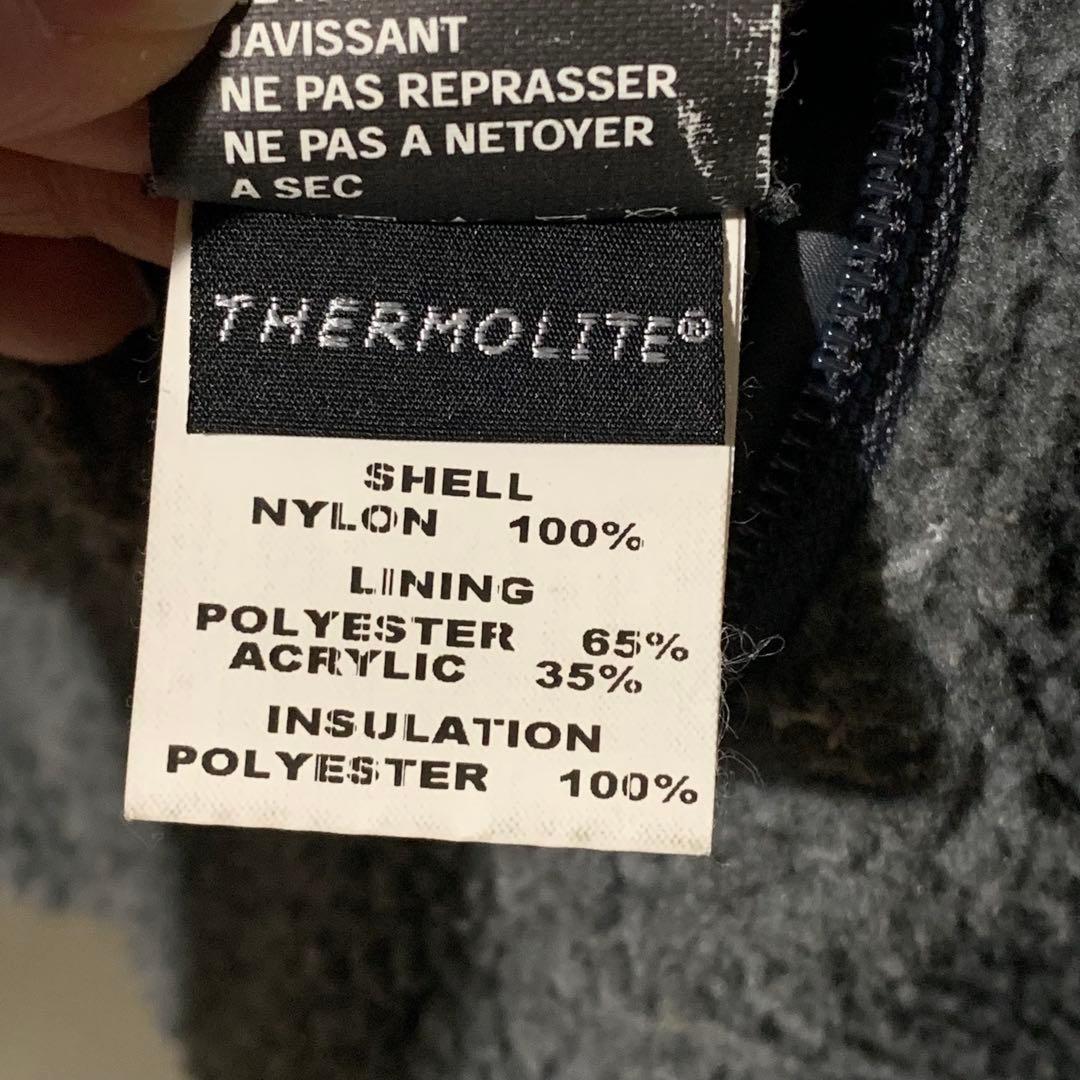 JAVISSANT
NE PAS REPRASSER
NE PAS A NETOYER
A SEC
THERMOLITE®
SHELL
NYLON 100%
LINING
POLYESTER 65%
ACRYLIC 35%
INSULATION
POLYESTER 100%